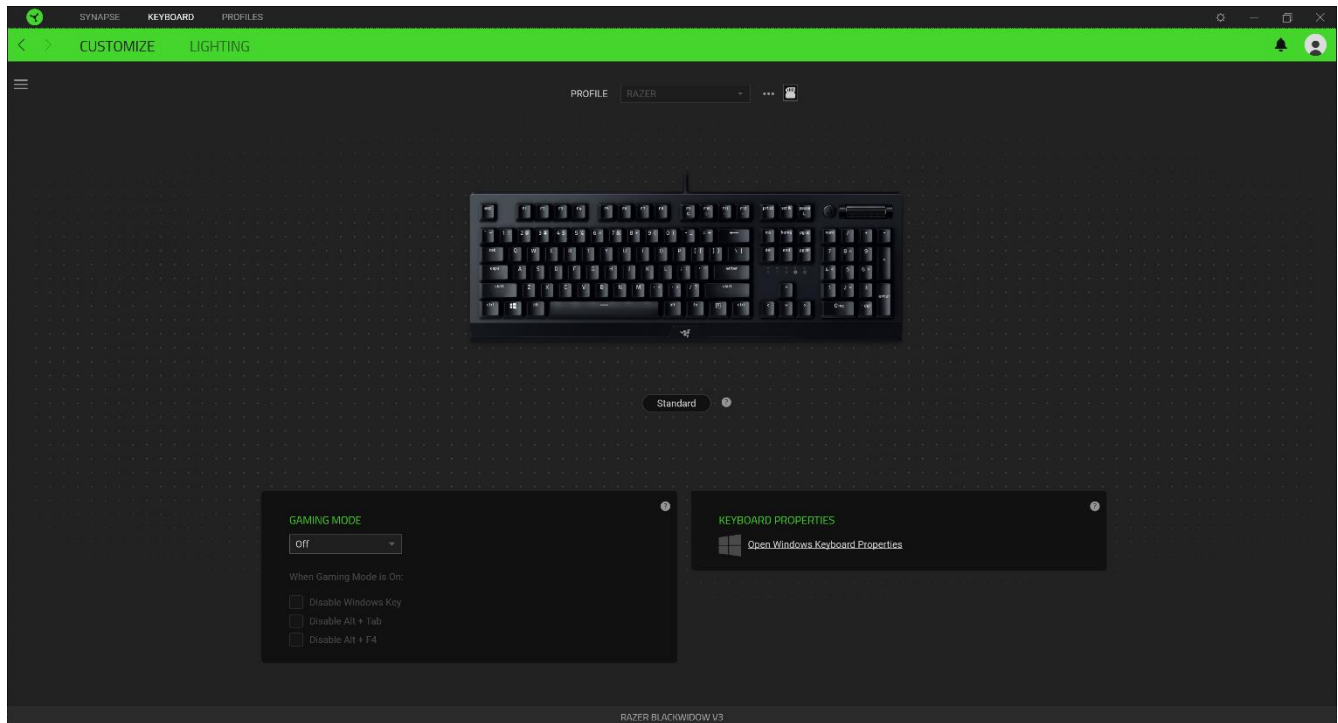 SYNAPSE KEYBOARD PROFILES
CUSTOMIZE LIGHTING
PROFILE RAZER
Standard ?
GAMING MODE ?
Off
When Gaming Mode is On:
Disable Windows Key
Disable Alt + Tab
Disable Alt + F4
KEYBOARD PROPERTIES ?
Open Windows Keyboard Properties
RAZER BLACKWIDOW V3